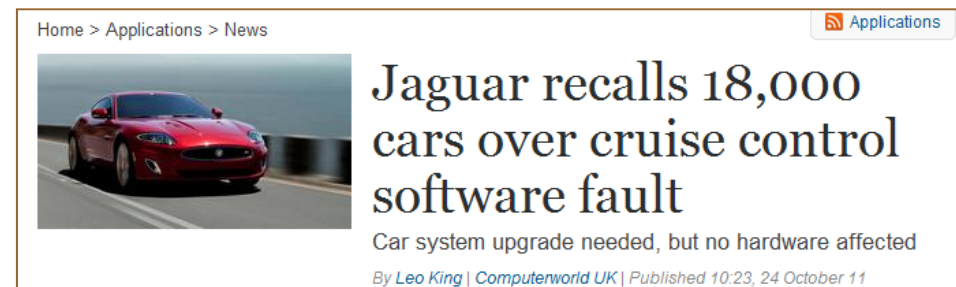 Home > Applications > News
Applications
Jaguar recalls 18,000
cars over cruise control
software fault
Car system upgrade needed, but no hardware affected
By Leo King | Computerworld UK | Published 10:23, 24 October 11